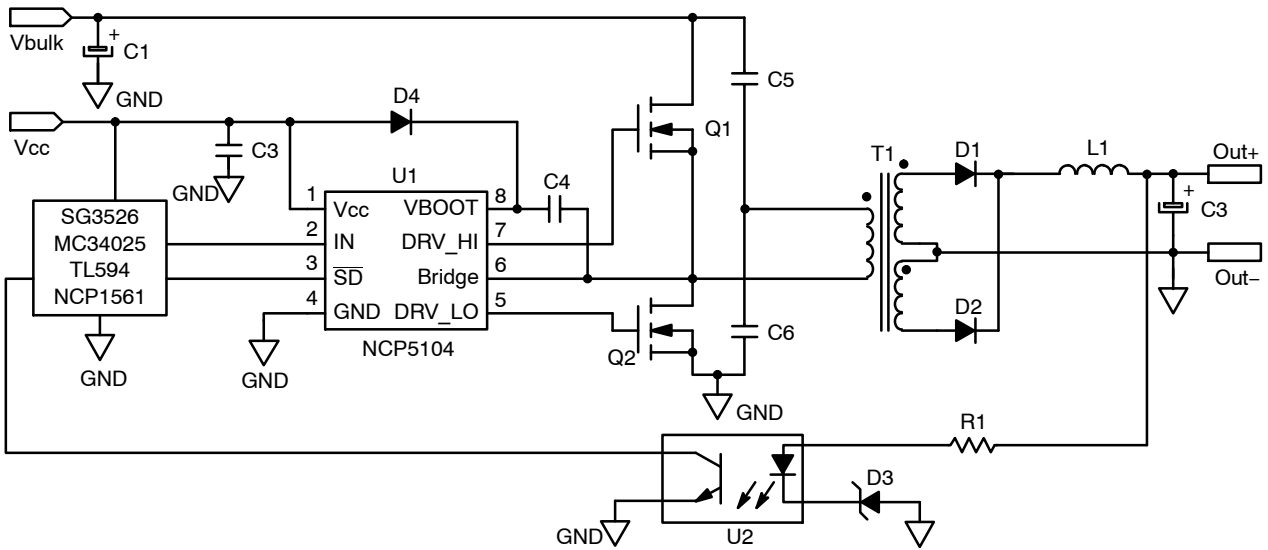 Vbulk
+
C1
GND
Vcc
C3
GND
D4
C4
U1
1 Vcc
2 IN
3 SD
4 GND
VBOOT 8
DRV_HI 7
Bridge 6
DRV_LO 5
NCP5104
SG3526
MC34025
TL594
NCP1561
GND
GND
Q1
Q2
C5
C6
GND
T1
D1
D2
L1
Out+
+
C3
Out−
R1
D3
U2
GND